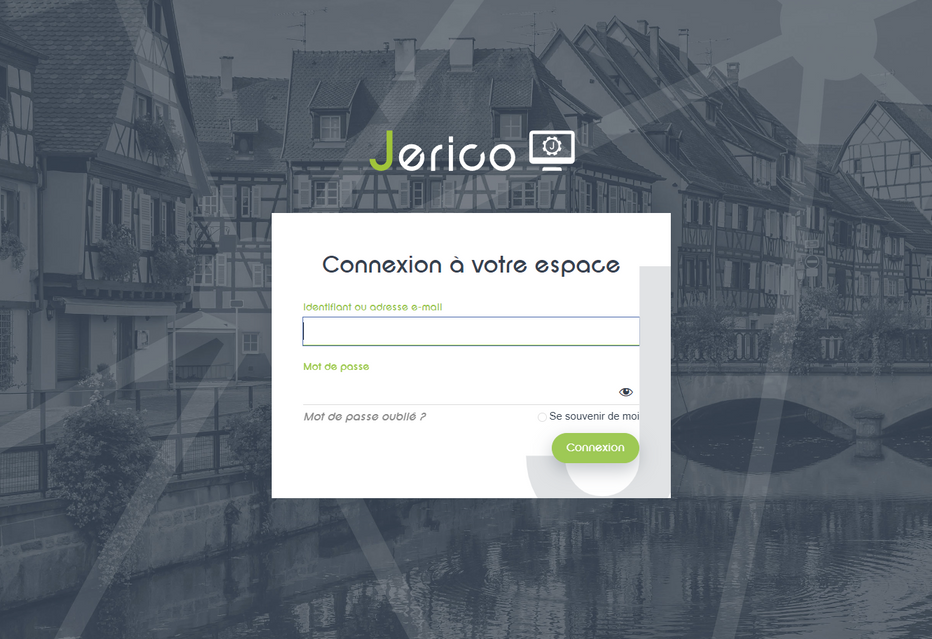 Jerico
J
Connexion à votre espace
Identifiant ou adresse e-mail
Mot de passe
Mot de passe oublié ?
Se souvenir de moi
Connexion